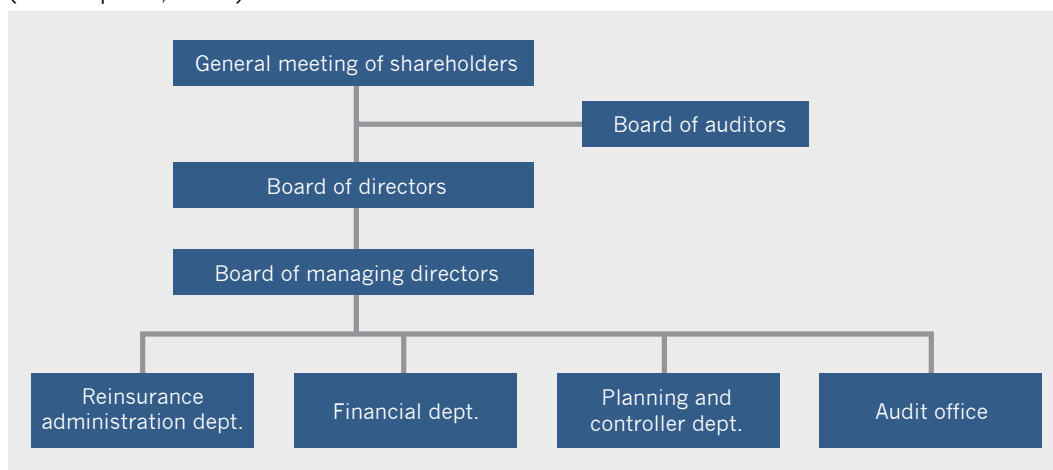 General meeting of shareholders
Board of auditors
Board of directors
Board of managing directors
Reinsurance
administration dept.
Financial dept.
Planning and
controller dept.
Audit office